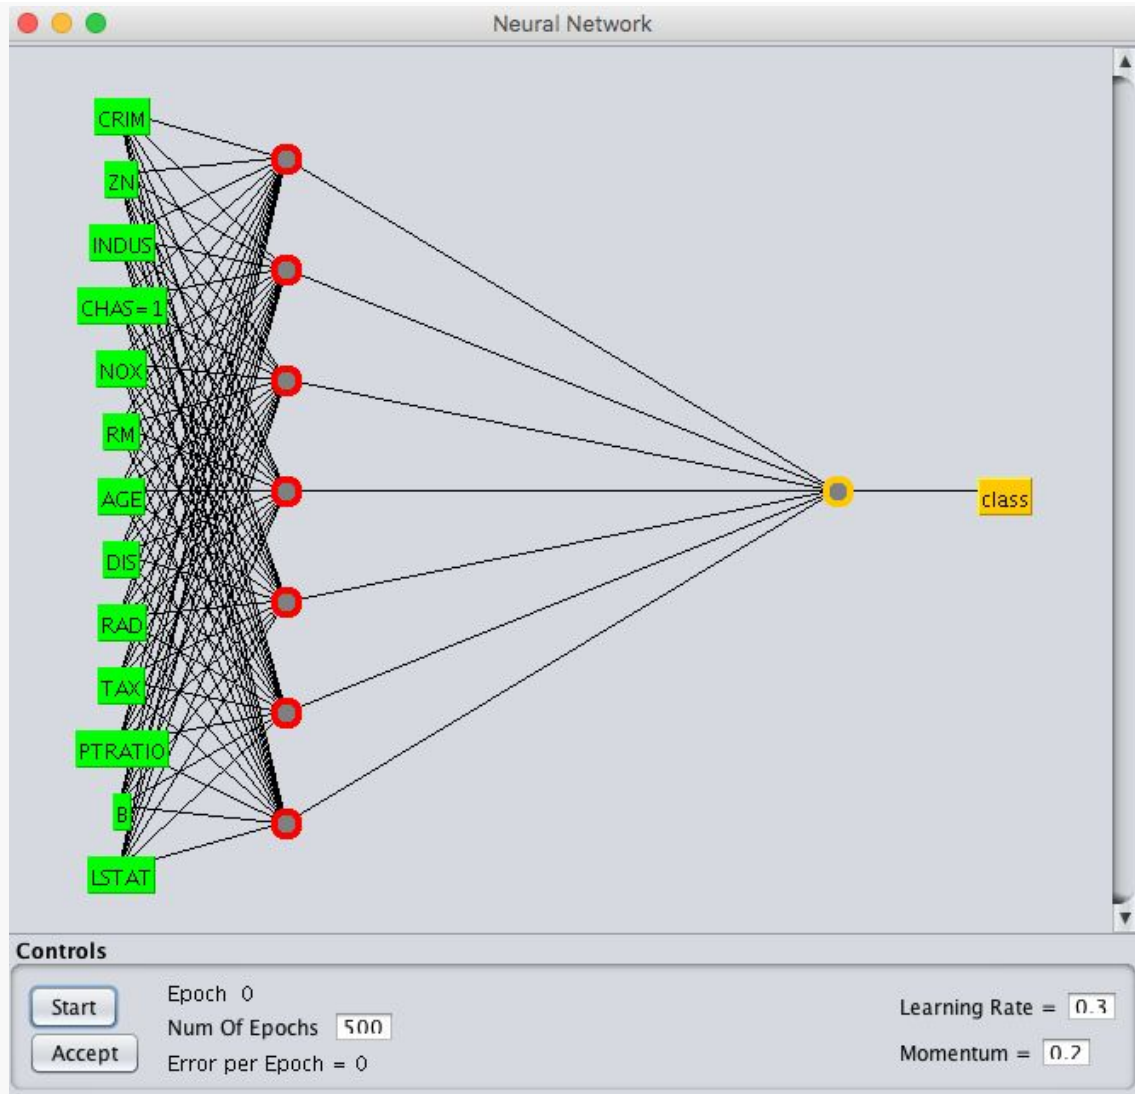 Neural Network
CRIM
ZN
INDUS
CHAS=1
NOX
RM
AGE
class
DIS
RAD
TAX
PTRATIO
B
LSTAT
Controls
Start
Accept
Epoch 0
Num Of Epochs 500
Error per Epoch = 0
Learning Rate = 0.3
Momentum = 0.2